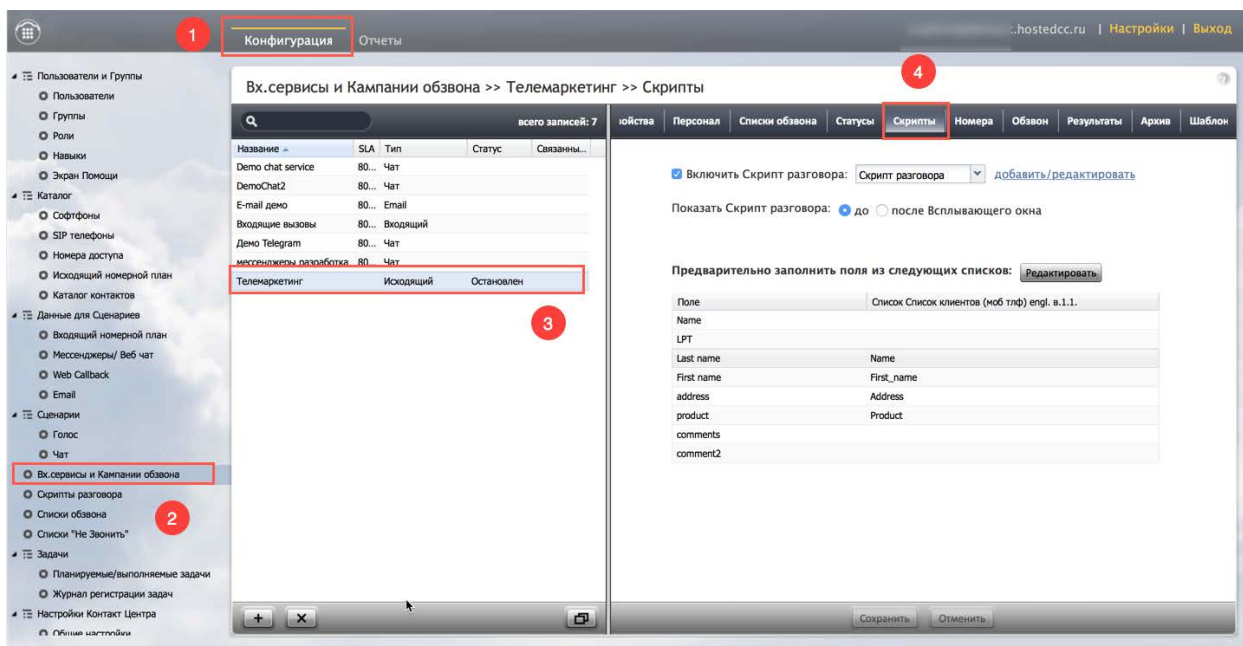 1
Конфигурация
Отчеты
.hostedcc.ru | Настройки | Выход
Пользователи и Группы
Пользователи
Группы
Роли
Навыки
Экран Помощи
Каталог
Софтфоны
SIP телефоны
Номера доступа
Исходящий номерной план
Каталог контактов
Данные для Сценариев
Входящий номерной план
Мессенджеры/ Веб чат
Web Callback
Email
Сценарии
Голос
Чат
Вх.сервисы и Кампании обзвона
Скрипты разговора
Списки обзвона
2
Списки "Не Звонить"
Задачи
Планируемые/выполняемые задачи
Журнал регистрации задач
Настройки Контакт Центра
Общие настройки
Вх.сервисы и Кампании обзвона >> Телемаркетинг >> Скрипты
4
всего записей: 7
Название SLA Тип Статус Связанны...
Demo chat service 80... Чат
DemoChat2 80... Чат
E-mail демо 80... Email
Входящие вызовы 80... Входящий
Демо Telegram 80... Чат
мессенджеры разработка 80... Чат
Телемаркетинг Исходящий Остановлен
3
ойства Персонал Списки обзвона Статусы Скрипты Номера Обзвон Результаты Архив Шаблон
Включить Скрипт разговора: Скрипт разговора добавить/редактировать
Показать Скрипт разговора: до после Всплывающего окна
Предварительно заполнить поля из следующих списков: Редактировать
Поле Список Список клиентов (моб тлф) engl. в.1.1.
Name
LPT
Last name Name
First name First_name
address Address
product Product
comments
comment2
Сохранить Отменить